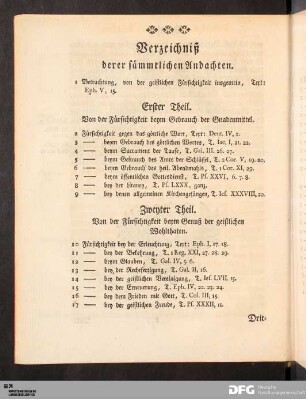 Verzeichniß
derer sämmtlichen Andachten.
1 Betrachtung, von der geistlichen Fürsichtigkeit insgemein, Text:
Eph. V, 15.
Erster Theil.
Von der Fürsichtigkeit beym Gebrauch der Gnadenmittel.
2 Fürsichtigkeit gegen das göttliche Wort, Text: Deut. IV, 2.
3 — beym Gebrauch des göttlichen Wortes, T. Jac. I, 21. 22.
4 — beym Sacrament der Taufe, T. Gal. III. 26. 27.
5 — beym Gebrauch des Amts der Schlüssel, T. 2 Cor. V, 19. 20.
6 — beym Gebrauch des heil. Abendmahls, T. 1 Cor. XI, 29.
7 — beym öffentlichen Gottesdienst, T. Pf. XXVI, 6. 7. 8.
8 — bey der Litaney, T. Pf. LXXX, ganz.
9 — bey denen allgemeinen Kirchengesängen, T. Jes. XXXVIII, 20.
Zweyter Theil.
Von der Fürsichtigkeit beym Genuß der geistlichen
Wohlthaten.
10 Fürsichtigkeit bey der Erleuchtung, Text: Eph. I, 17. 18.
11 — bey der Bekehrung, T. 1 Reg. XXI, 27. 28. 29.
12 — beym Glauben, T. Gal. IV, 5. 6.
13 — bey der Rechtfertigung, T. Gal. II, 16.
14 — bey der geistlichen Vereinigung, T. Jes. LVII, 15.
15 — bey der Erneurung, T. Eph. IV, 22. 23. 24.
16 — bey dem Frieden mit Gott, T. Col. III, 15
17 — bey der geistlichen Freude, T. Pf. XXXII, 11.
Drit-
DFG